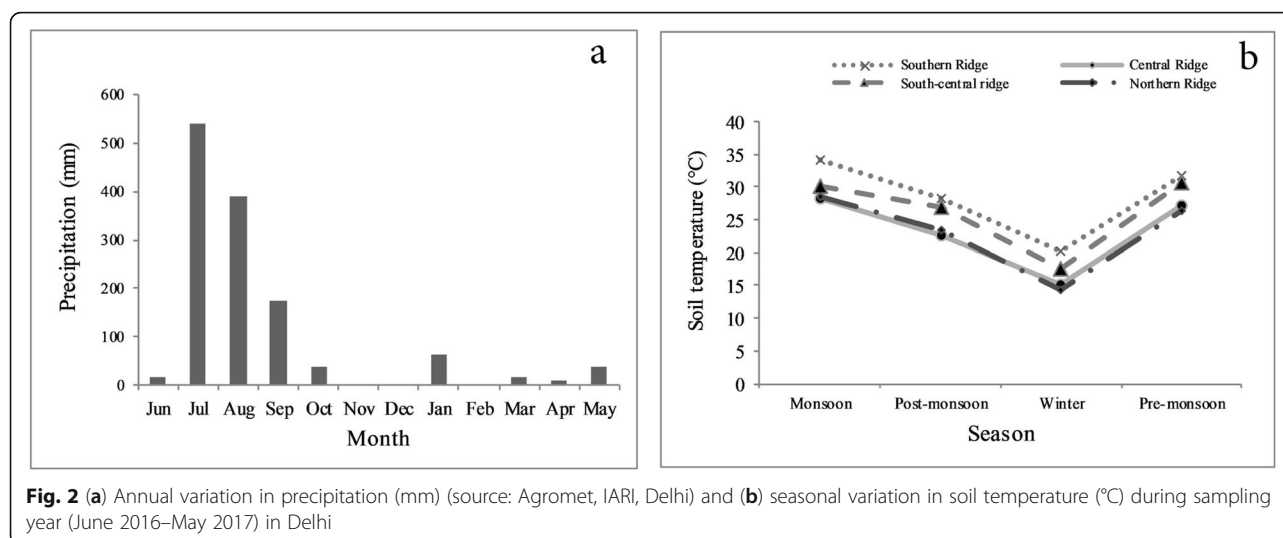 a
600
500
400
300
200
100
0
Precipitation (mm)
Jun Jul Aug Sep Oct Nov Dec Jan Feb Mar Apr May
Month
b
Southern Ridge Central Ridge
South-central ridge Northern Ridge
40
35
30
25
20
15
10
5
0
Soil temperature (°C)
Monsoon Post-monsoon Winter Pre-monsoon
Season
Fig. 2 (a) Annual variation in precipitation (mm) (source: Agromet, IARI, Delhi) and (b) seasonal variation in soil temperature (°C) during sampling
year (June 2016–May 2017) in Delhi